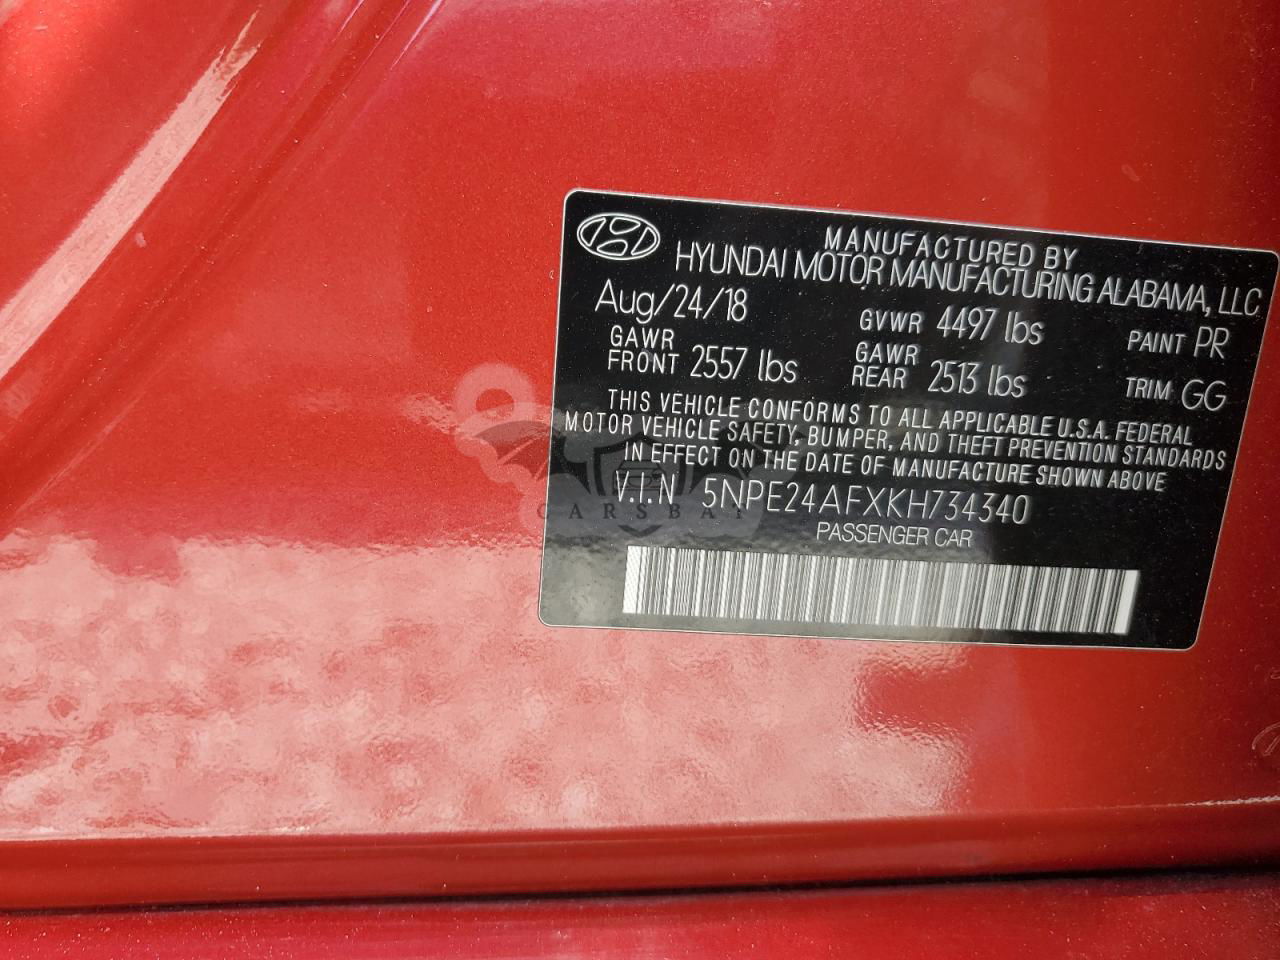 MANUFACTURED BY
HYUNDAI MOTOR MANUFACTURING ALABAMA, LLC
Aug/24/18 GVWR 4497 lbs PAINT PR
GAWR FRONT 2557 lbs GAWR REAR 2513 lbs TRIM GG
THIS VEHICLE CONFORMS TO ALL APPLICABLE U.S.A. FEDERAL
MOTOR VEHICLE SAFETY, BUMPER, AND THEFT PREVENTION STANDARDS
IN EFFECT ON THE DATE OF MANUFACTURE SHOWN ABOVE
V.I.N 5NPE24AFXKH734340
CARSBAT
PASSENGER CAR